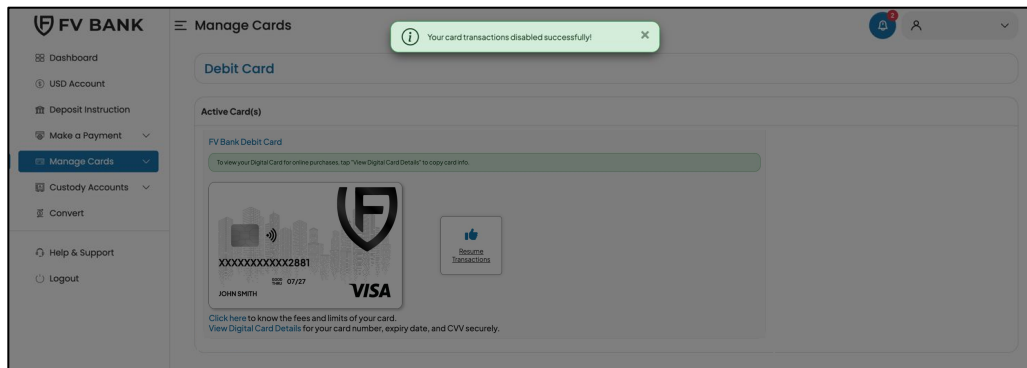 FV BANK
Manage Cards
Your card transactions disabled successfully!
2
Dashboard
USD Account
Deposit Instruction
Make a Payment
Manage Cards
Custody Accounts
Convert
Help & Support
Logout
Debit Card
Active Card(s)
FV Bank Debit Card
To view your Digital Card for online purchases. tap "View Digital Card Details" to copy card info.
XXXXXXXXXXXX2881
GOOD
THRU
07/27
JOHN SMITH
VISA
Resume
Transactions
Click here to know the fees and limits of your card.
View Digital Card Details for your card number, expiry date, and CVV securely.